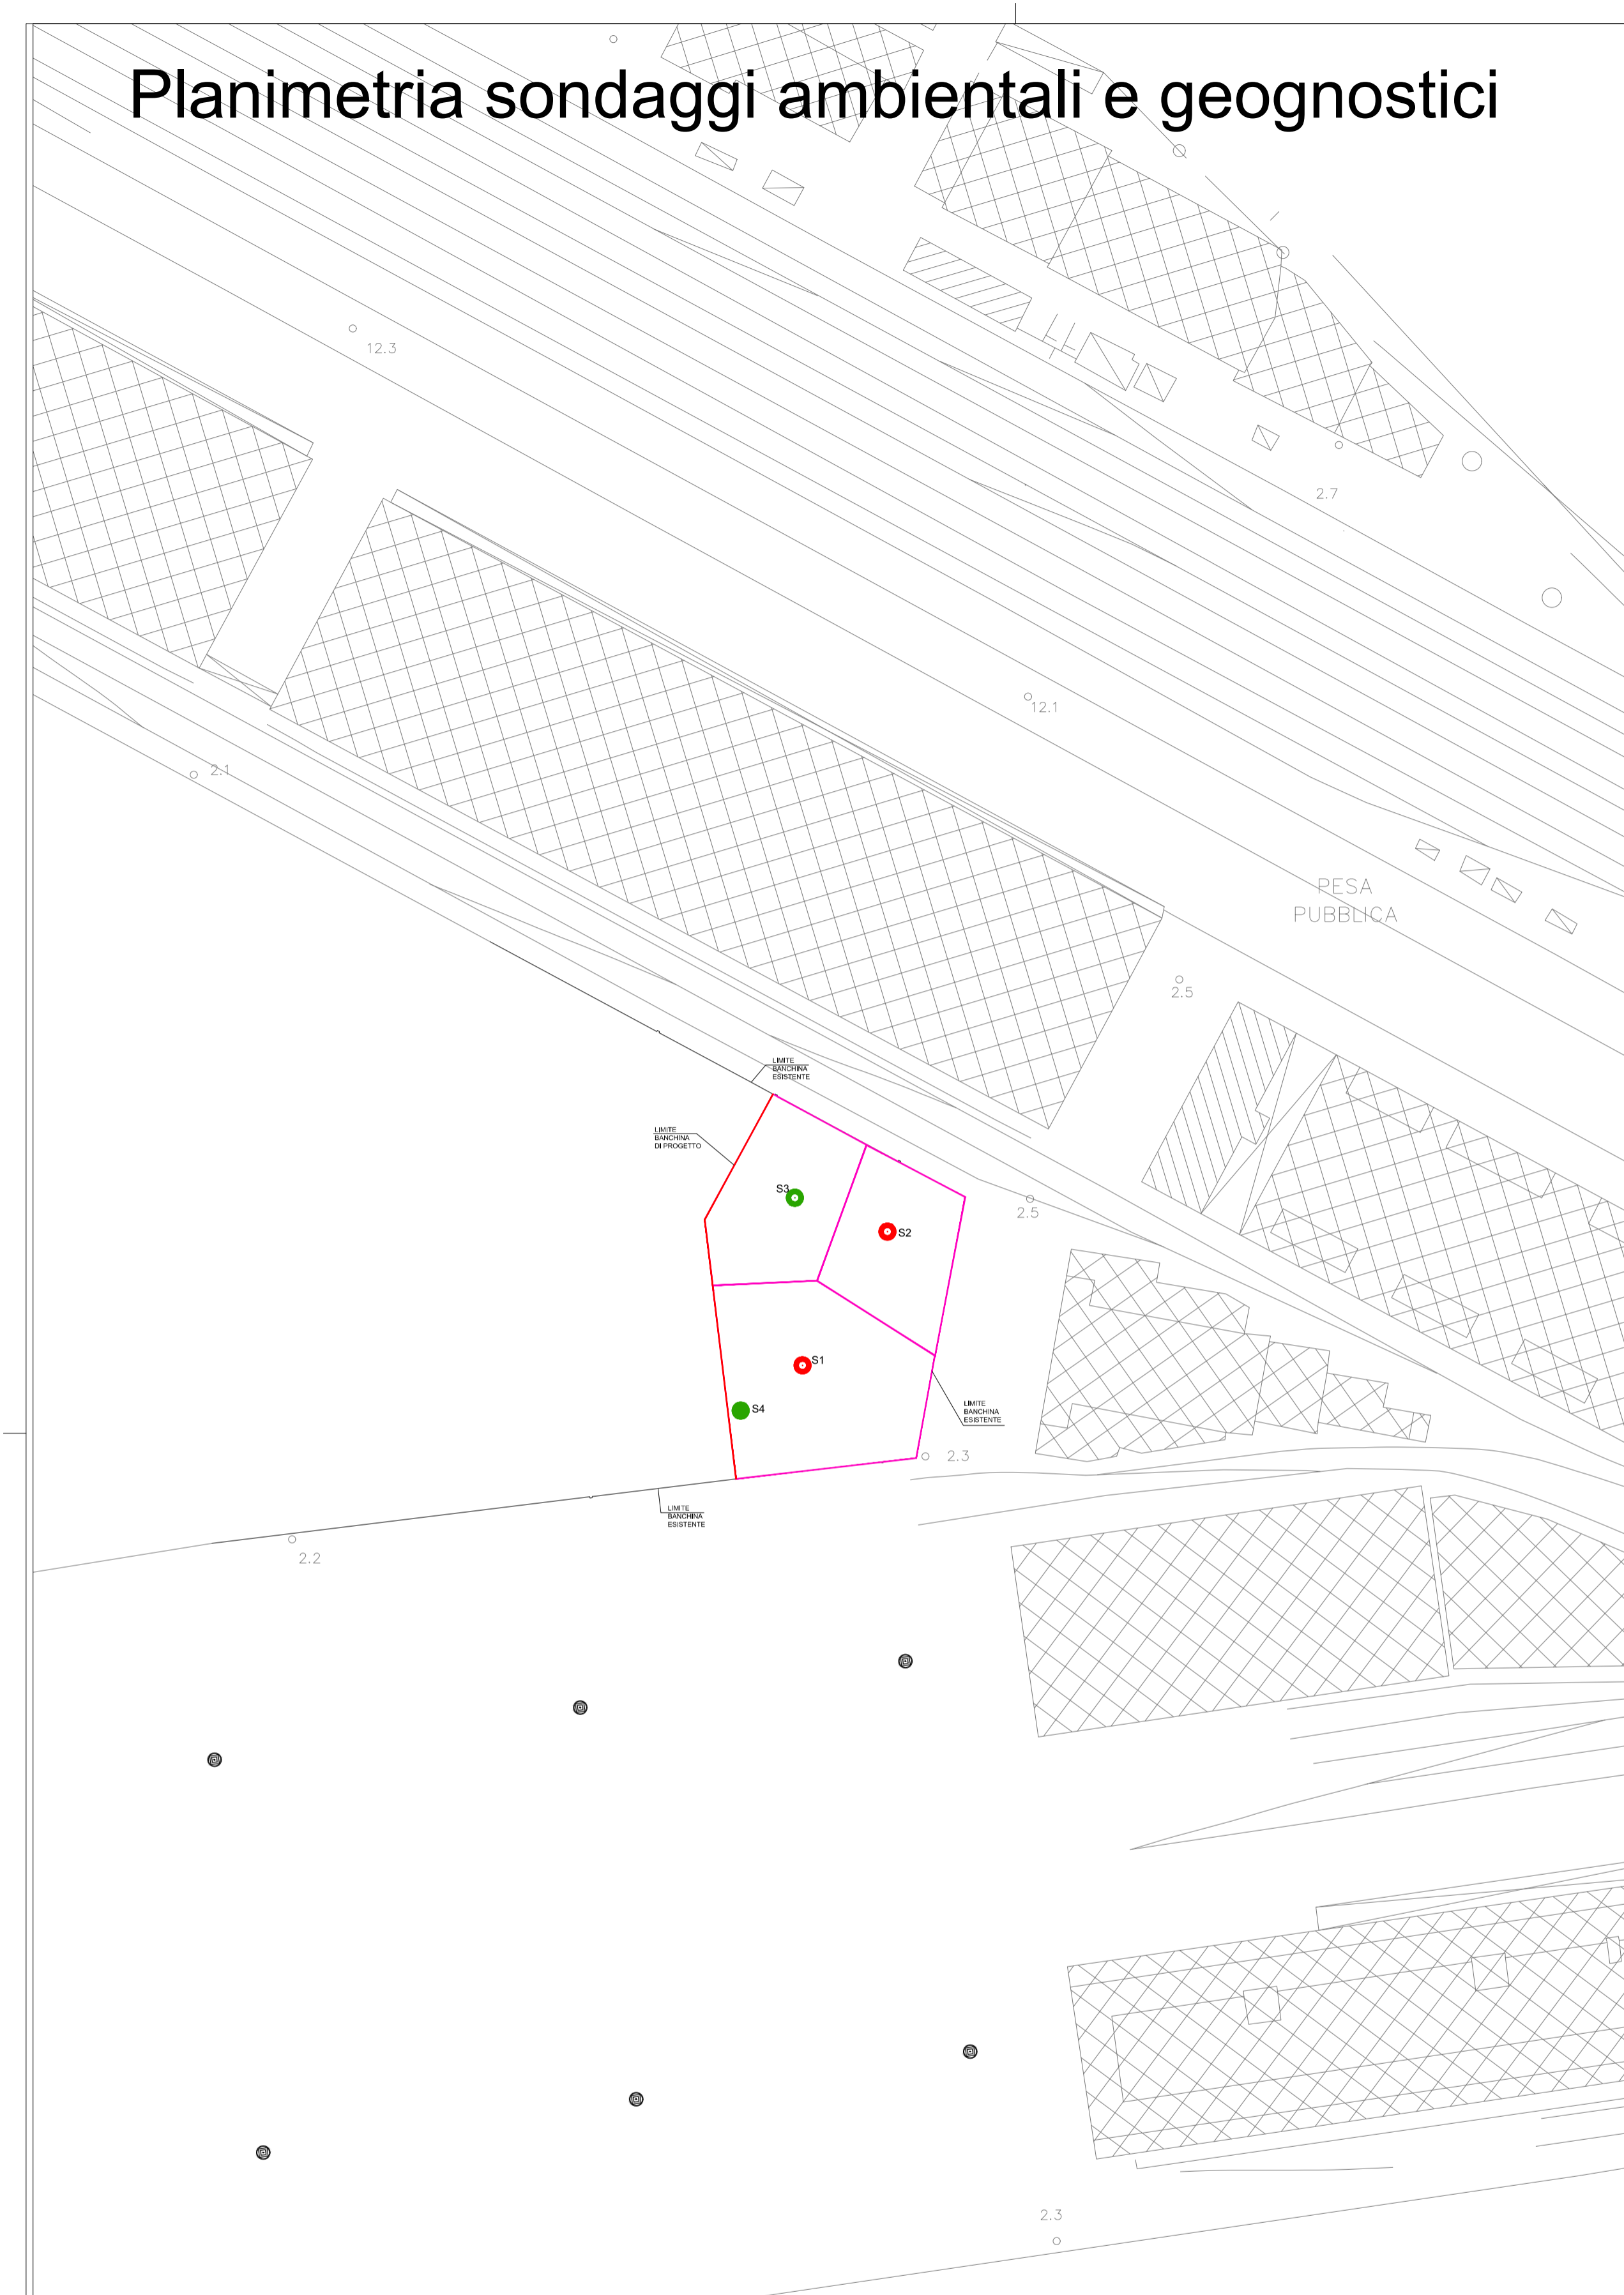 Planimetria sondaggi ambientali e geognostici
12.3
2.7
12.1
2.1
PESA
PUBBLICA
2.5
LIMITE
BANCHINA
ESISTENTE
LIMITE
BANCHINA
DI PROGETTO
S3
2.5
S2
S1
LIMITE
BANCHINA
ESISTENTE
S4
2.3
LIMITE
BANCHINA
ESISTENTE
2.2
2.3